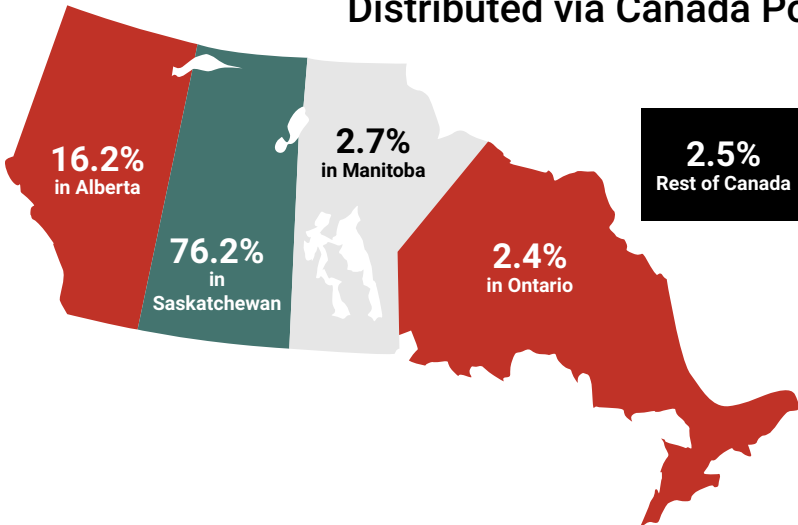 Distributed via Canada
16.2%
in Alberta
2.7%
in Manitoba
2.5%
Rest of Canada
76.2%
in
Saskatchewan
2.4%
in Ontario